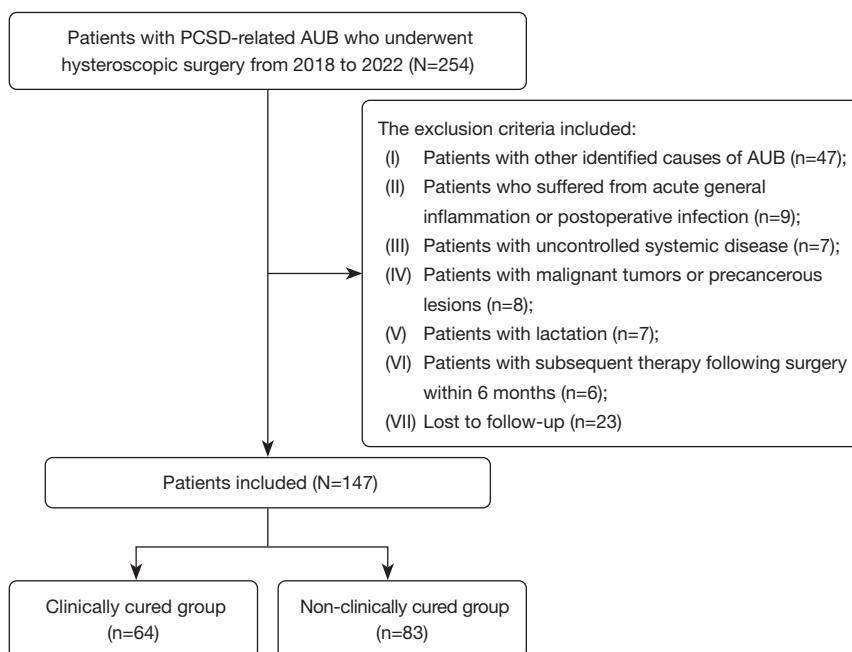 Patients with PCSD-related AUB who underwent
hysteroscopic surgery from 2018 to 2022 (N=254)
The exclusion criteria included:
(I) Patients with other identified causes of AUB (n=47);
(II) Patients who suffered from acute general
inflammation or postoperative infection (n=9);
(III) Patients with uncontrolled systemic disease (n=7);
(IV) Patients with malignant tumors or precancerous
lesions (n=8);
(V) Patients with lactation (n=7);
(VI) Patients with subsequent therapy following surgery
within 6 months (n=6);
(VII) Lost to follow-up (n=23)
Patients included (N=147)
Clinically cured group
(n=64)
Non-clinically cured group
(n=83)